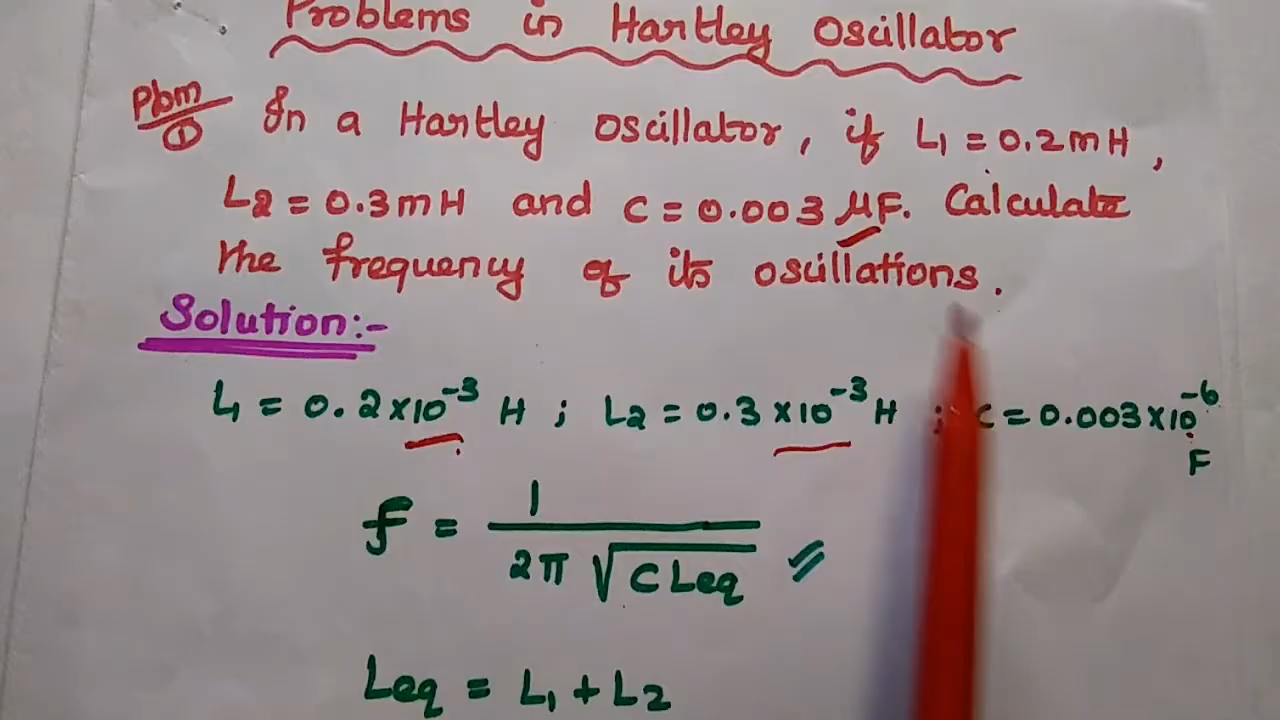 Problems in Hartley Oscillator
Pbm
① In a Hartley oscillator, if L₁ = 0.2mH,
L₂ = 0.3mH and C = 0.003 μF. Calculate
the frequency of its oscillations.
Solution:-
L₁ = 0.2×10⁻³ H ; L₂ = 0.3 ×10⁻³ H ; C = 0.003×10⁻⁶
F
f = 1
2π √C Leq
Leq = L₁ + L₂